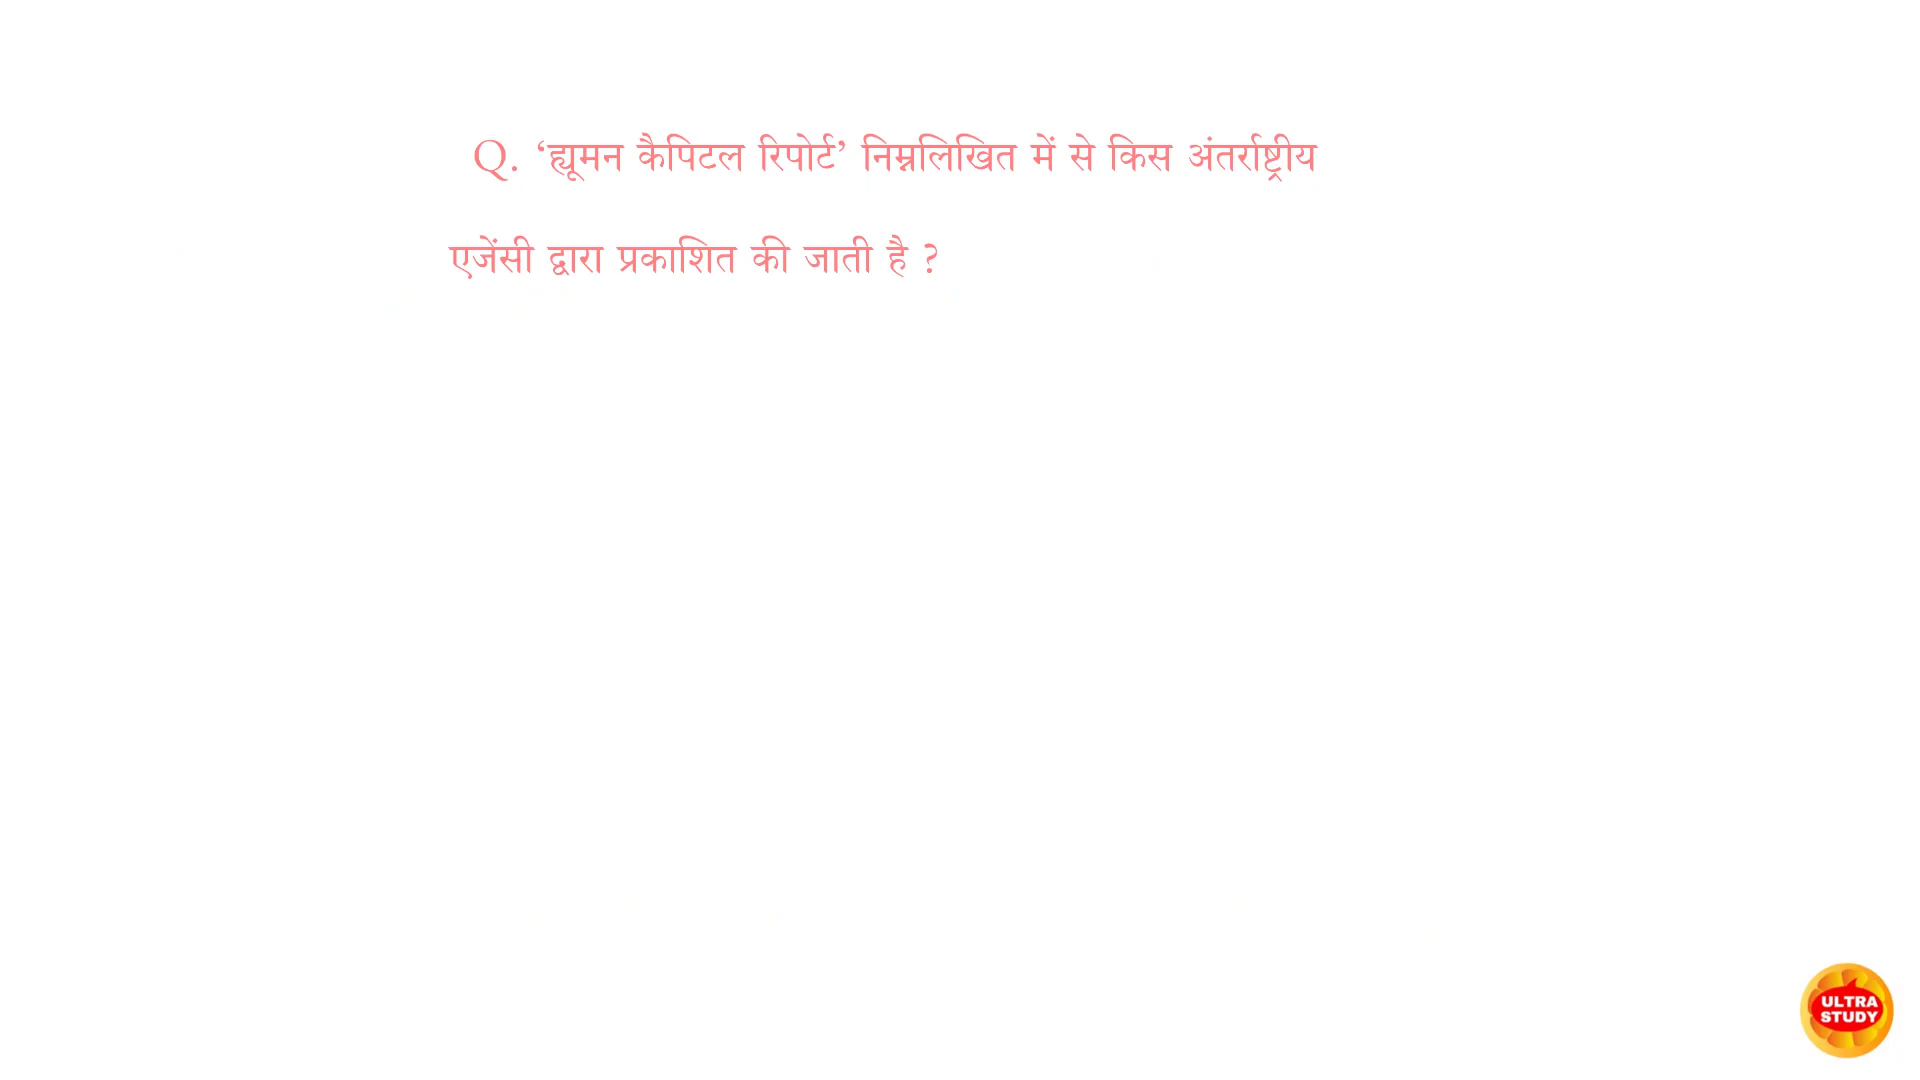 Q. ‘ह्यूमन कैपिटल रिपोर्ट’ निम्नलिखित में से किस अंतर्राष्ट्रीय
एजेंसी द्वारा प्रकाशित की जाती है ?
ULTRA
STUDY